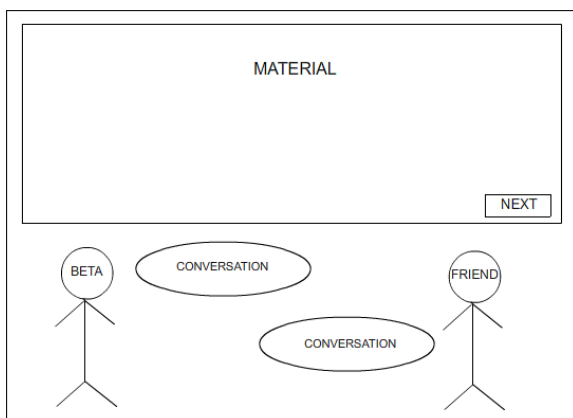 MATERIAL
NEXT
BETA
CONVERSATION
FRIEND
CONVERSATION